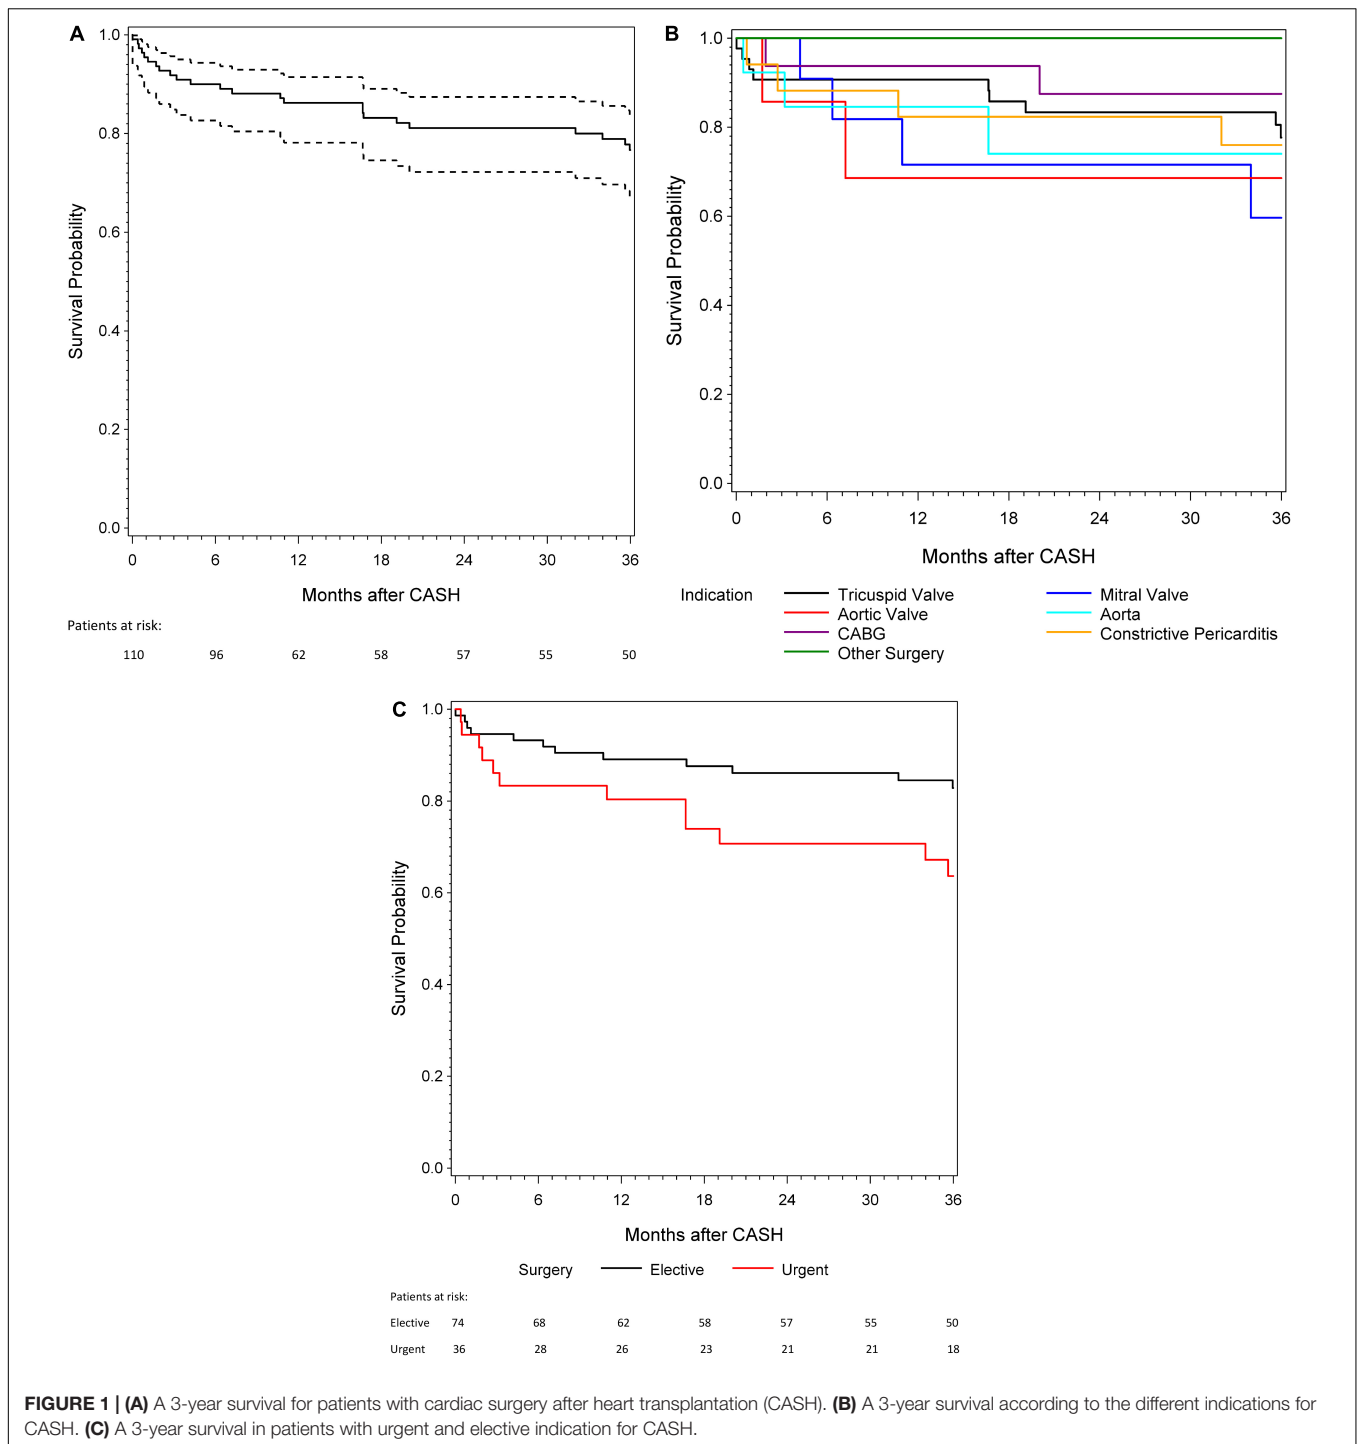 A
1.0
0.8
0.6
0.4
0.2
0.0
Survival Probability
0 6 12 18 24 30 36
Months after CASH
Patients at risk:
110 96 62 58 57 55 50
B
1.0
0.8
0.6
0.4
0.2
0.0
Survival Probability
0 6 12 18 24 30 36
Months after CASH
Indication
Tricuspid Valve Mitral Valve
Aortic Valve Aorta
CABG Constrictive Pericarditis
Other Surgery
C
1.0
0.8
0.6
0.4
0.2
0.0
Survival Probability
0 6 12 18 24 30 36
Months after CASH
Surgery Elective Urgent
Patients at risk:
Elective 74 68 62 58 57 55 50
Urgent 36 28 26 23 21 21 18
FIGURE 1 | (A) A 3-year survival for patients with cardiac surgery after heart transplantation (CASH). (B) A 3-year survival according to the different indications for
CASH. (C) A 3-year survival in patients with urgent and elective indication for CASH.